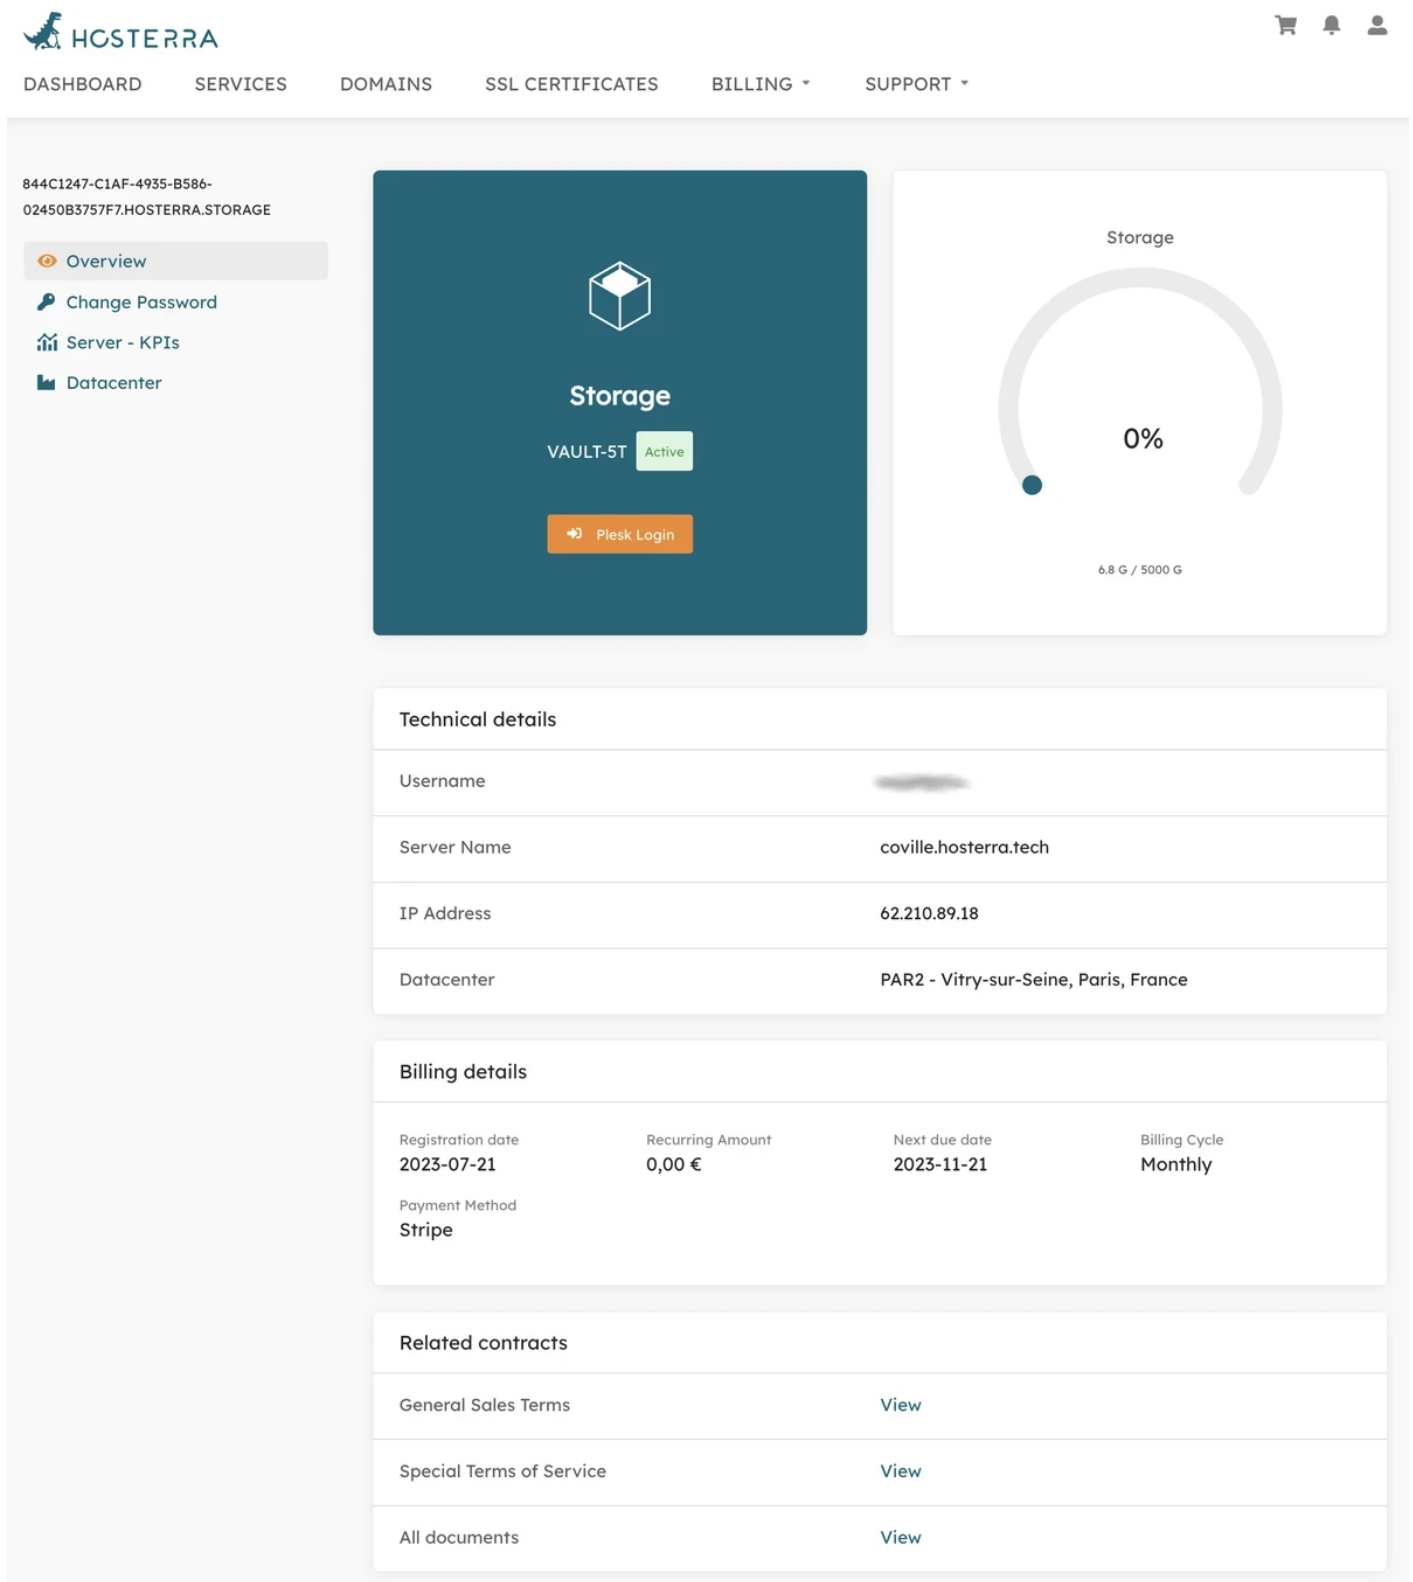 HOSTERRA
DASHBOARD SERVICES DOMAINS SSL CERTIFICATES BILLING SUPPORT
844C1247-C1AF-4935-B586-
02450B3757F7.HOSTERRA.STORAGE
Overview
Change Password
Server - KPIs
Datacenter
Storage
VAULT-5T Active
Plesk Login
Storage
0%
6.8 G / 5000 G
Technical details
Username
Server Name coville.hosterra.tech
IP Address 62.210.89.18
Datacenter PAR2 - Vitry-sur-Seine, Paris, France
Billing details
Registration date Recurring Amount Next due date Billing Cycle
2023-07-21 0,00 € 2023-11-21 Monthly
Payment Method
Stripe
Related contracts
General Sales Terms View
Special Terms of Service View
All documents View